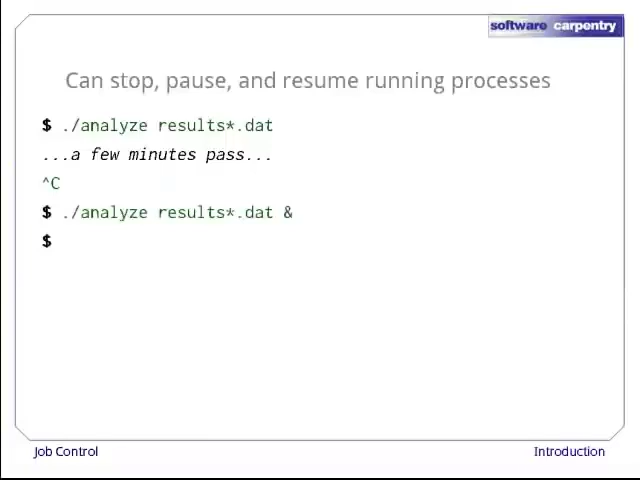 software carpentry
Can stop, pause, and resume running processes
$ ./analyze results*.dat
...a few minutes pass...
^C
$ ./analyze results*.dat &
$
Job Control
Introduction